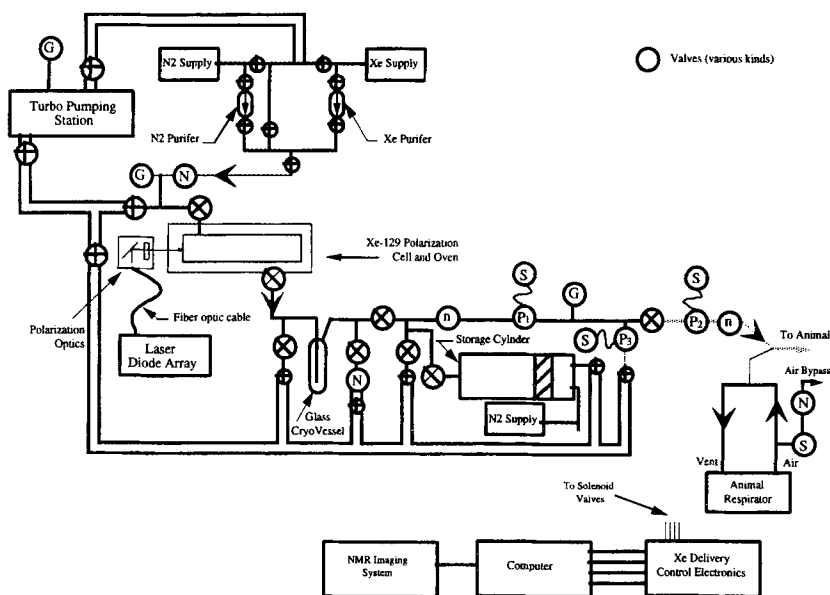 G
N2 Supply
Xe Supply
Valves (various kinds)
Turbo Pumping
Station
N2 Purifer
Xe Purifer
G
N
Xe-129 Polarization
Cell and Oven
S
S
G
Fiber optic cable
n
P1
P2
n
Polarization
Optics
S
P3
To Animal
Laser
Diode Array
Storage Cylnder
Air Bypass
N
N
Glass
CryoVessel
N2 Supply
S
Vent
Air
Animal
Respirator
To Solenoid
Valves
NMR Imaging
System
Computer
Xe Delivery
Control Electronics